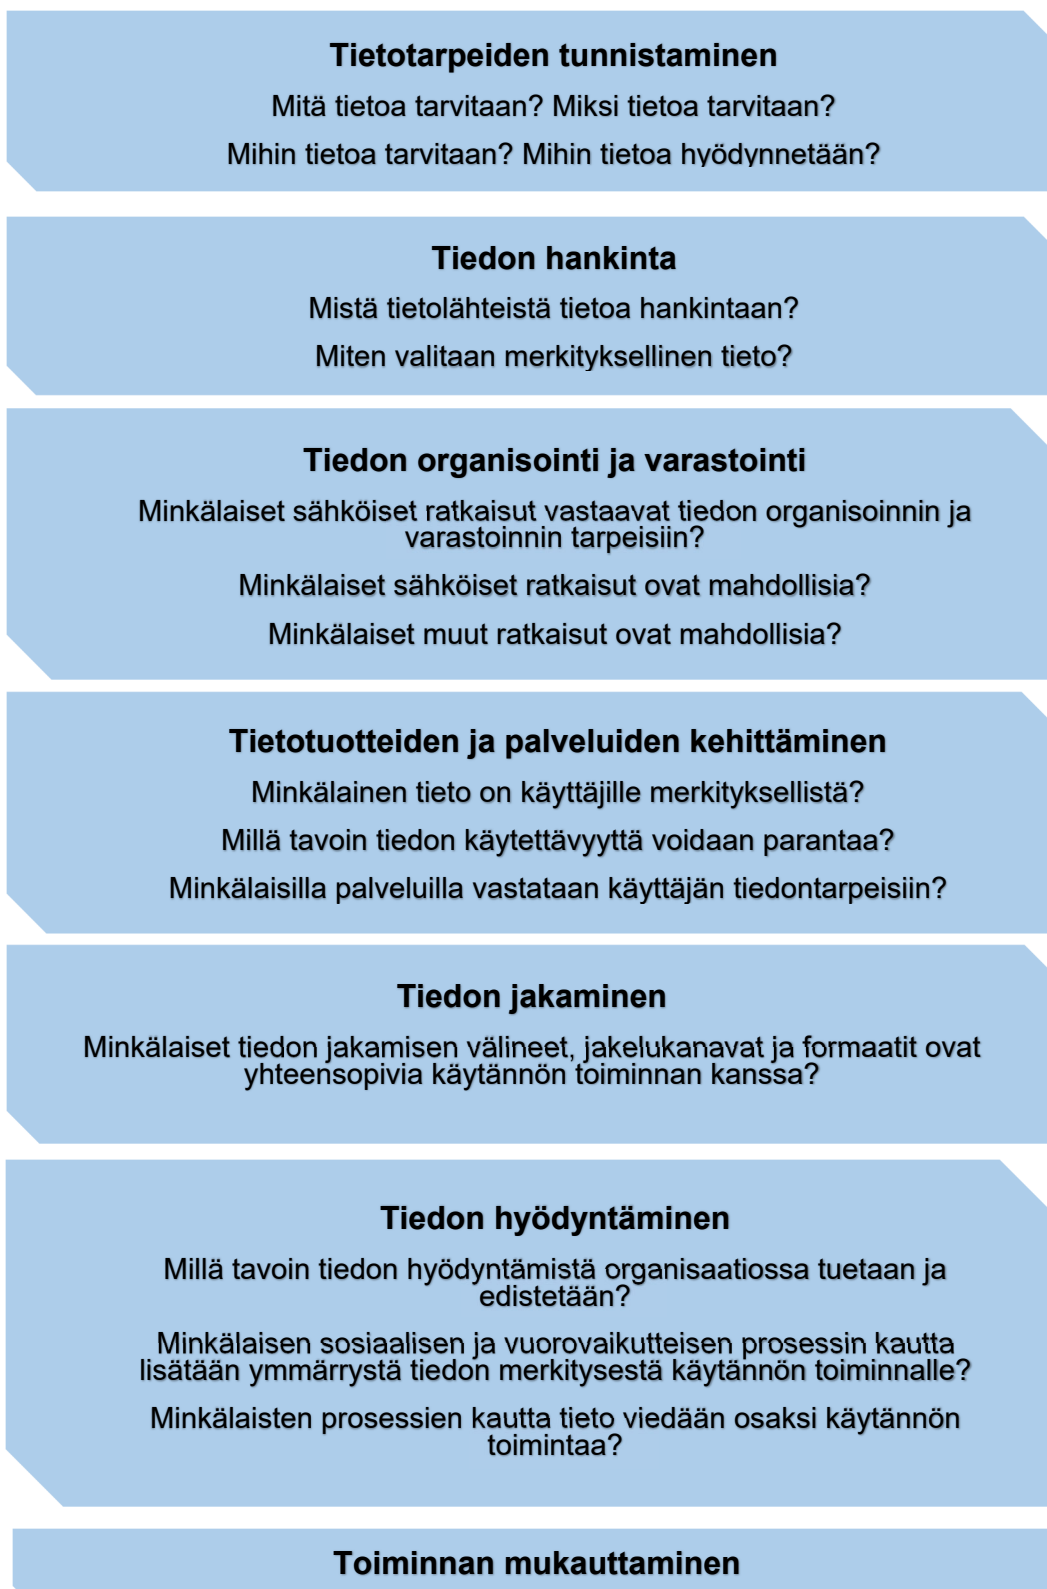 Tietotarpeiden tunnistaminen
Mitä tietoa tarvitaan? Miksi tietoa tarvitaan?
Mihin tietoa tarvitaan? Mihin tietoa hyödynnetään?
Tiedon hankinta
Mistä tietolähteistä tietoa hankintaan?
Miten valitaan merkityksellinen tieto?
Tiedon organisointi ja varastointi
Minkälaiset sähköiset ratkaisut vastaavat tiedon organisoinnin ja
varastoinnin tarpeisiin?
Minkälaiset sähköiset ratkaisut ovat mahdollisia?
Minkälaiset muut ratkaisut ovat mahdollisia?
Tietotuotteiden ja palveluiden kehittäminen
Minkälainen tieto on käyttäjille merkityksellistä?
Millä tavoin tiedon käytettävyyttä voidaan parantaa?
Minkälaisilla palveluilla vastataan käyttäjän tiedontarpeisiin?
Tiedon jakaminen
Minkälaiset tiedon jakamisen välineet, jakelukanavat ja formaatit ovat
yhteensopivia käytännön toiminnan kanssa?
Tiedon hyödyntäminen
Millä tavoin tiedon hyödyntämistä organisaatiossa tuetaan ja
edistetään?
Minkälaisen sosiaalisen ja vuorovaikutteisen prosessin kautta
lisätään ymmärrystä tiedon merkitysestä käytännön toiminnalle?
Minkälaisten prosessien kautta tieto viedään osaksi käytännön
toimintaa?
Toiminnan mukauttaminen